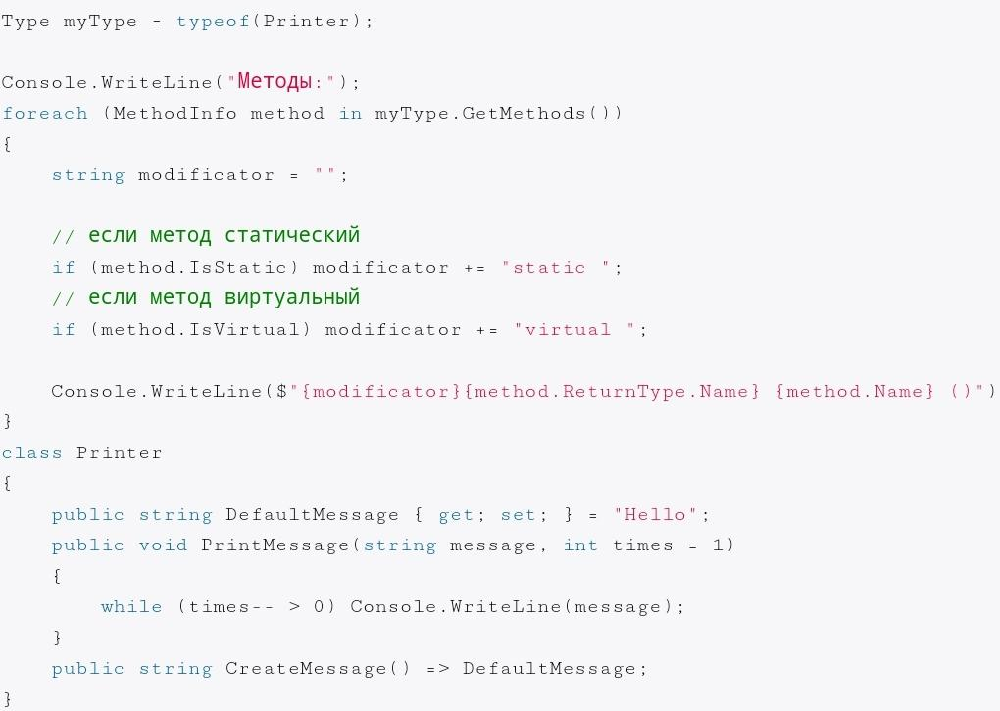 Type myType = typeof(Printer);

Console.WriteLine("Методы:");
foreach (MethodInfo method in myType.GetMethods())
{
    string modificator = "";

    // если метод статический
    if (method.IsStatic) modificator += "static ";
    // если метод виртуальный
    if (method.IsVirtual) modificator += "virtual ";

    Console.WriteLine($"{modificator}{method.ReturnType.Name} {method.Name} ()")
}
class Printer
{
    public string DefaultMessage { get; set; } = "Hello";
    public void PrintMessage(string message, int times = 1)
    {
        while (times-- > 0) Console.WriteLine(message);
    }
    public string CreateMessage() => DefaultMessage;
}